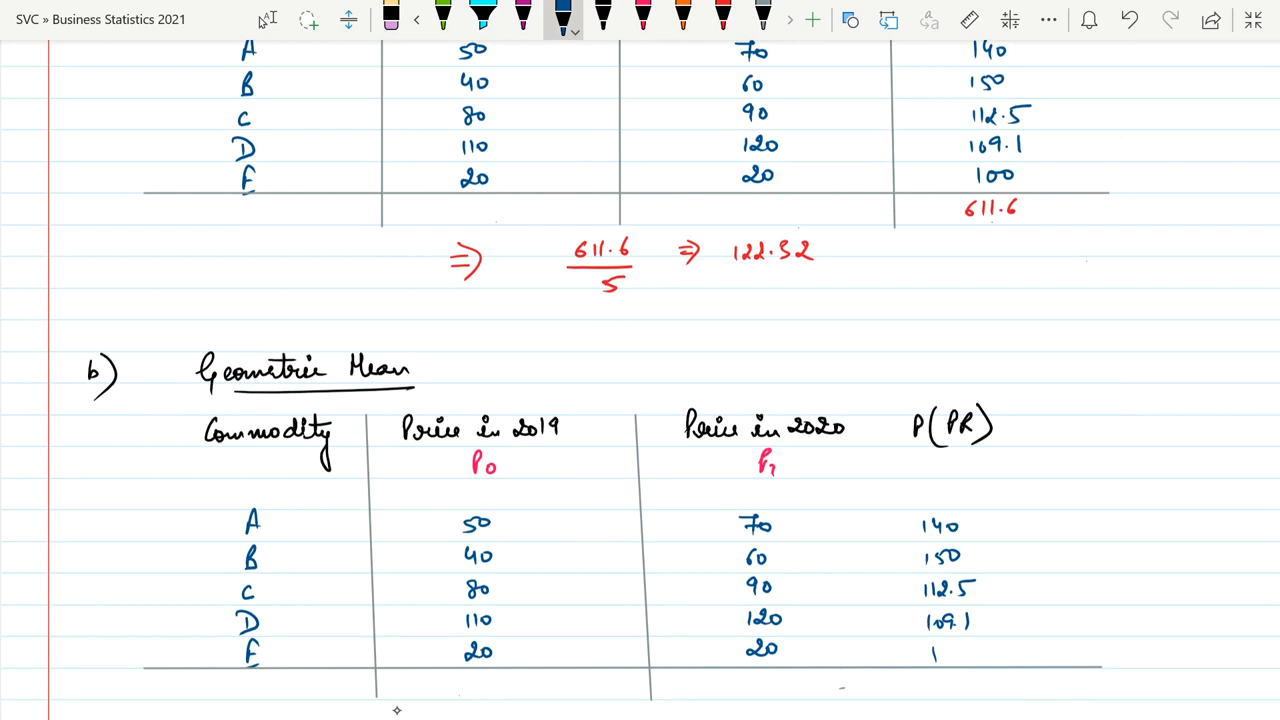 SVC » Business Statistics 2021
A 50 70 140
B 40 60 150
C 80 90 112.5
D 110 120 109.1
E 20 20 100
611.6
⇒ 611.6 / 5 ⇒ 122.32
b) Geometric Mean
Commodity Price in 2019 Price in 2020 P(PR)
P0 P1
A 50 70 140
B 40 60 150
C 80 90 112.5
D 110 120 109.1
E 20 20 1